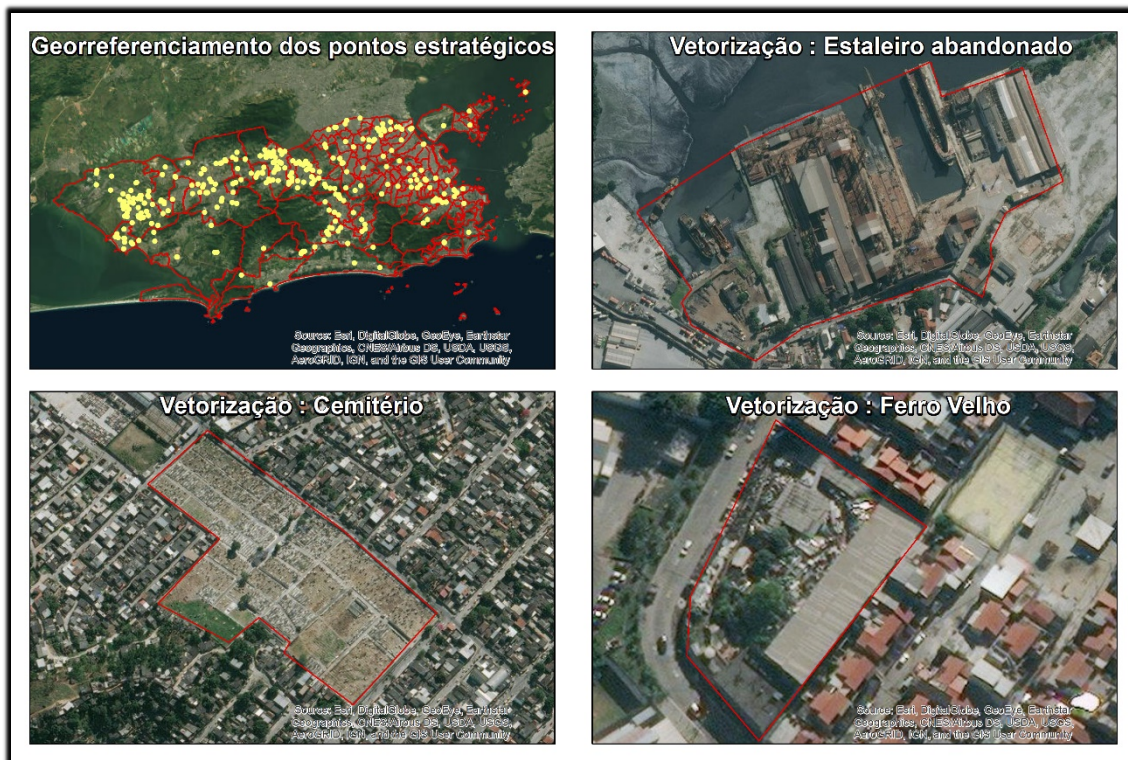 Georreferenciamento dos pontos estratégicos
Source: Esri, DigitalGlobe, GeoEye, Earthstar
Geographics, CNES/Airbus DS, USDA, USGS,
AeroGRID, IGN, and the GIS User Community
Vetorização : Estaleiro abandonado
Source: Esri, DigitalGlobe, GeoEye, Earthstar
Geographics, CNES/Airbus DS, USDA, USGS,
AeroGRID, IGN, and the GIS User Community
Vetorização : Cemitério
Source: Esri, DigitalGlobe, GeoEye, Earthstar
Geographics, CNES/Airbus DS, USDA, USGS,
AeroGRID, IGN, and the GIS User Community
Vetorização : Ferro Velho
Source: Esri, DigitalGlobe, GeoEye, Earthstar
Geographics, CNES/Airbus DS, USDA, USGS,
AeroGRID, IGN, and the GIS User Community